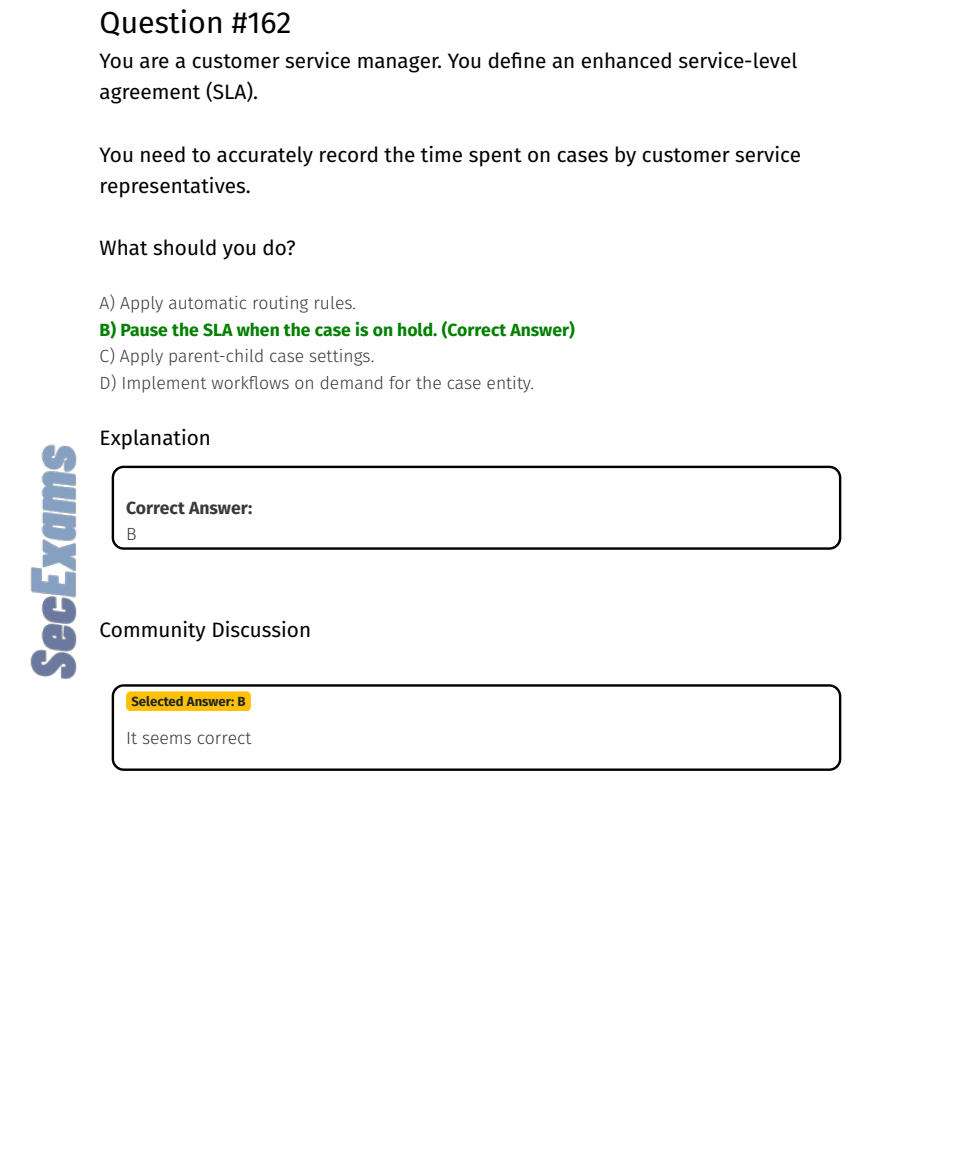 Question #162
You are a customer service manager. You define an enhanced service-level
agreement (SLA).
You need to accurately record the time spent on cases by customer service
representatives.
What should you do?
A) Apply automatic routing rules.
B) Pause the SLA when the case is on hold. (Correct Answer)
C) Apply parent-child case settings.
D) Implement workflows on demand for the case entity.
Explanation
Correct Answer:
B
SecExams
Community Discussion
Selected Answer: B
It seems correct